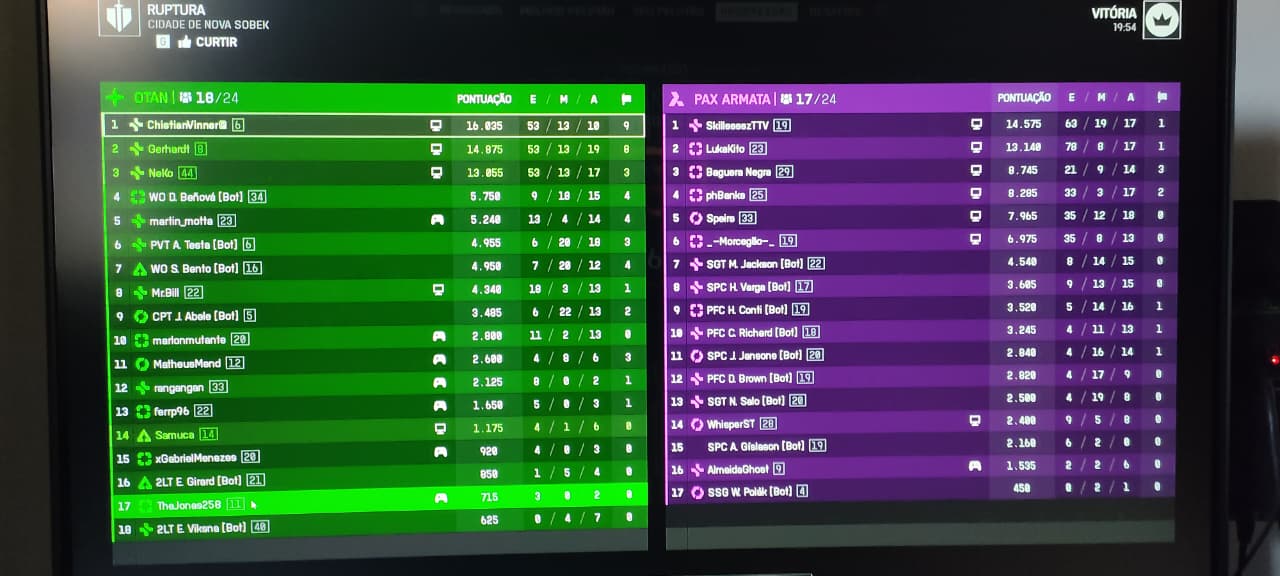 RUPTURA
CIDADE DE NOVA SOBEK
G CURTIR
VITÓRIA
19:54
OTAN | 18/24 PONTUAÇÃO E / M / A
1 ChistianVinner® 6 16.035 53 / 13 / 10 9
2 Gerhardt 8 14.875 53 / 13 / 19 8
3 NeKo 44 13.055 53 / 13 / 17 3
4 WO D. Beňová [Bot] 34 5.750 9 / 18 / 15 4
5 martin_motta 23 5.240 13 / 4 / 14 4
6 PVT A. Testa [Bot] 6 4.955 6 / 20 / 18 3
7 WO S. Bento [Bot] 16 4.950 7 / 20 / 12 4
8 Mr.Bill 22 4.340 18 / 3 / 13 1
9 CPT J. Abele [Bot] 5 3.485 6 / 22 / 13 2
10 marlonmutante 20 2.800 11 / 2 / 13 0
11 MatheusMend 12 2.600 4 / 8 / 6 3
12 rangangan 33 2.125 8 / 0 / 2 1
13 ferrp96 22 1.650 5 / 0 / 3 1
14 Samuca 14 1.175 4 / 1 / 6 0
15 xGabrielMenezes 20 920 4 / 0 / 3 0
16 2LT E. Girard [Bot] 21 850 1 / 5 / 4 0
17 TheJonas258 11 715 3 0 2 0
18 2LT E. Vikane [Bot] 40 625 0 / 4 / 7 0
PAX ARMATA | 17/24 PONTUAÇÃO E / M / A
1 SkilleeszTTV 19 14.575 63 / 19 / 17 1
2 LukaKito 23 13.140 78 / 8 / 17 1
3 Baguera Negra 29 8.745 21 / 9 / 14 3
4 phBanks 25 8.285 33 / 3 / 17 2
5 Speirs 33 7.965 35 / 12 / 18 0
6 _-Morcegão-_ 19 6.975 35 / 8 / 13 0
7 SGT M. Jackson [Bot] 22 4.540 8 / 14 / 15 0
8 SPC H. Varga [Bot] 17 3.605 9 / 13 / 15 0
9 PFC H. Conti [Bot] 19 3.520 5 / 14 / 16 1
10 PFC C. Richard [Bot] 18 3.245 4 / 11 / 13 1
11 SPC J. Jansons [Bot] 20 2.840 4 / 16 / 14 1
12 PFC D. Brown [Bot] 19 2.820 4 / 17 / 9 0
13 SGT N. Salo [Bot] 20 2.500 4 / 19 / 8 0
14 WhisperST 28 2.400 9 / 5 / 8 0
15 SPC A. Gíslason [Bot] 19 2.160 6 / 2 / 0 0
16 AlmeidaGhost 9 1.535 2 / 2 / 6 0
17 SSG W. Polák [Bot] 4 450 0 / 2 / 1 0